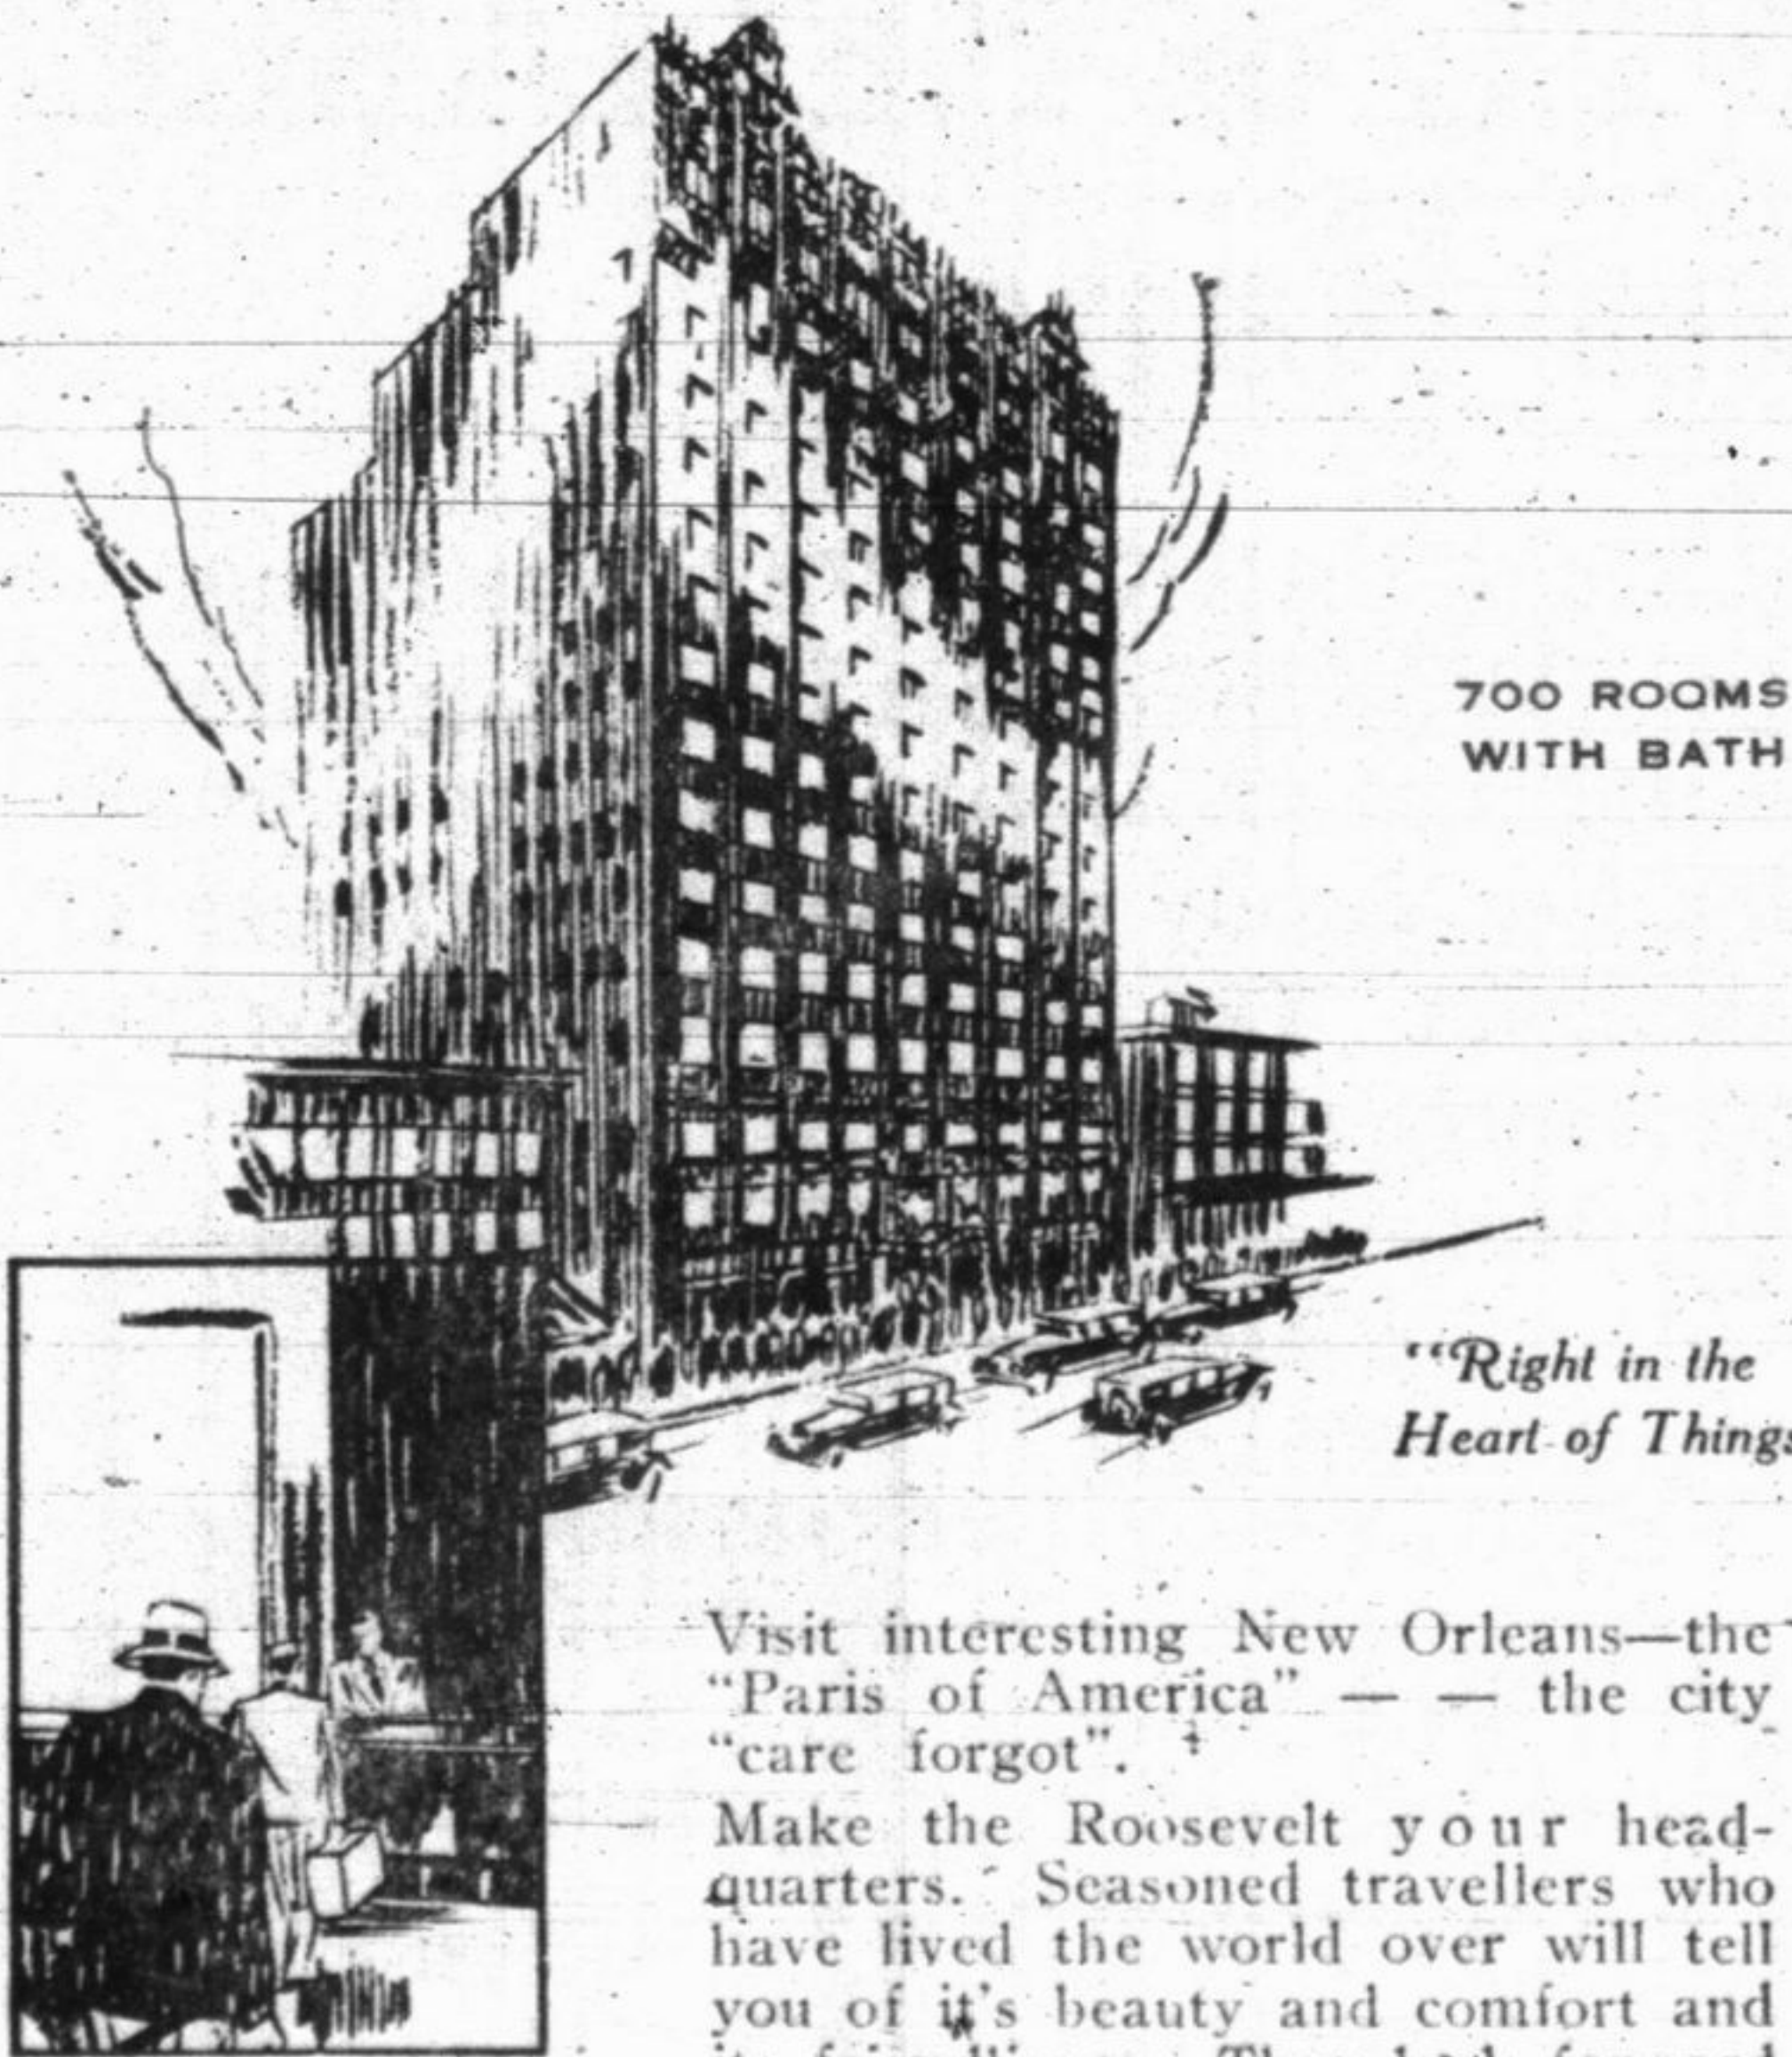 700 ROOMS
WITH BATH
"Right in the
Heart of Things
Visit interesting New Orleans—the
"Paris of America" — — the city
"care forgot".
Make the Roosevelt your head-
quarters. Seasoned travellers who
have lived the world over will tell
you of it's beauty and comfort and